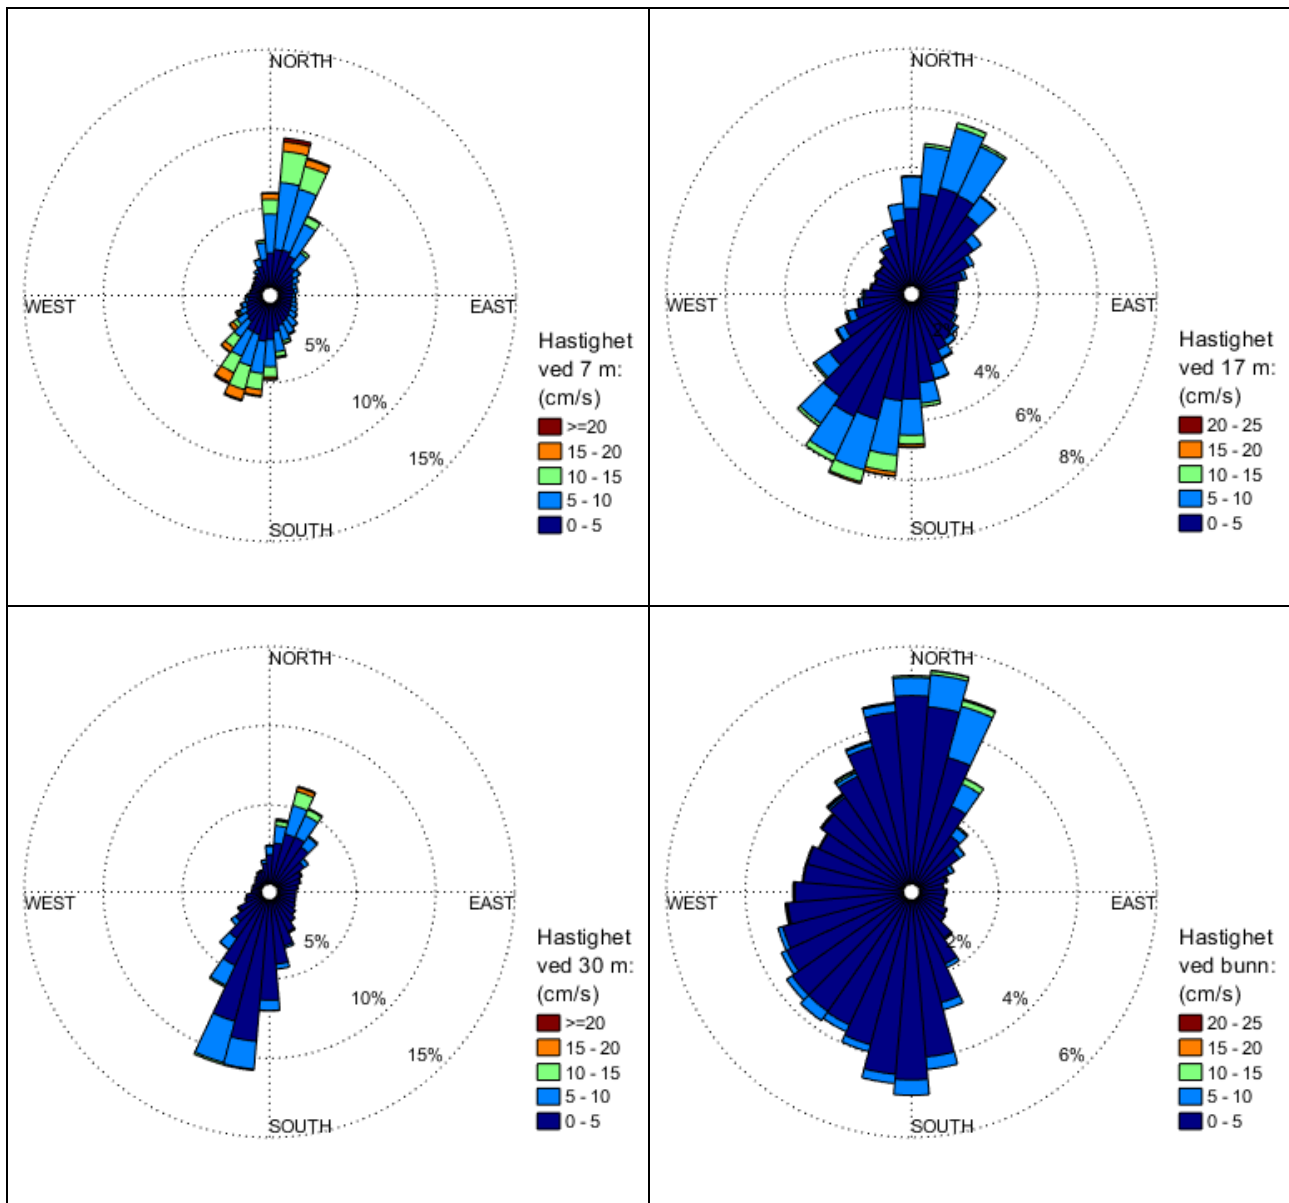 NORTH
WEST
EAST
SOUTH
5%
10%
15%
Hastighet
ved 7 m:
(cm/s)
>=20
15 - 20
10 - 15
5 - 10
0 - 5
NORTH
WEST
EAST
SOUTH
4%
6%
8%
Hastighet
ved 17 m:
(cm/s)
20 - 25
15 - 20
10 - 15
5 - 10
0 - 5
NORTH
WEST
EAST
SOUTH
5%
10%
15%
Hastighet
ved 30 m:
(cm/s)
>=20
15 - 20
10 - 15
5 - 10
0 - 5
NORTH
WEST
EAST
SOUTH
2%
4%
6%
Hastighet
ved bunn:
(cm/s)
20 - 25
15 - 20
10 - 15
5 - 10
0 - 5